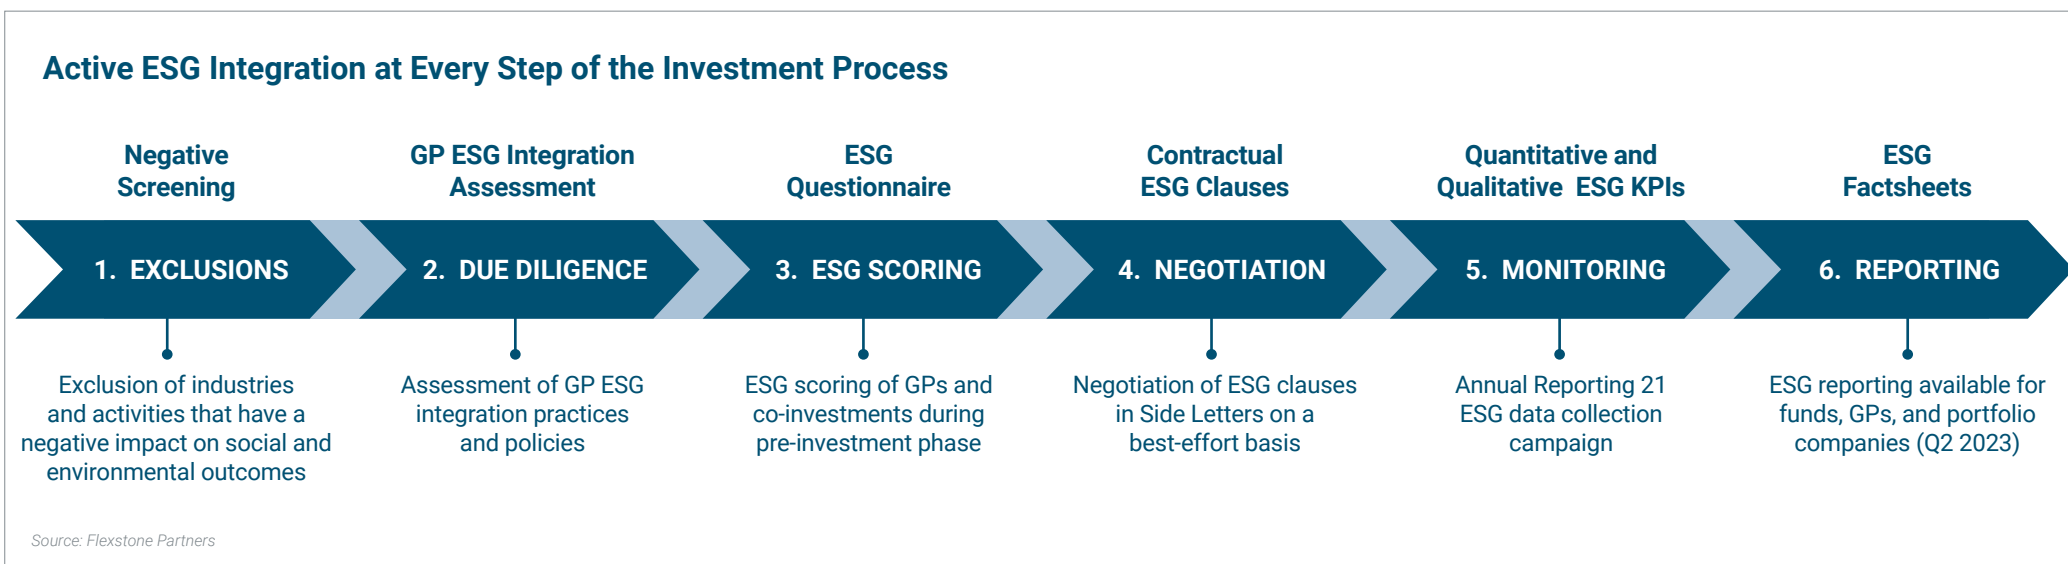 Active ESG Integration at Every Step of the Investment Process
Negative
Screening
GP ESG Integration
Assessment
ESG
Questionnaire
Contractual
ESG Clauses
Quantitative and
Qualitative ESG KPIs
ESG
Factsheets
1. EXCLUSIONS
2. DUE DILIGENCE
3. ESG SCORING
4. NEGOTIATION
5. MONITORING
6. REPORTING
Exclusion of industries
and activities that have a
negative impact on social and
environmental outcomes
Assessment of GP ESG
integration practices
and policies
ESG scoring of GPs and
co-investments during
pre-investment phase
Negotiation of ESG clauses
in Side Letters on a
best-effort basis
Annual Reporting 21
ESG data collection
campaign
ESG reporting available for
funds, GPs, and portfolio
companies (Q2 2023)
Source: Flexstone Partners